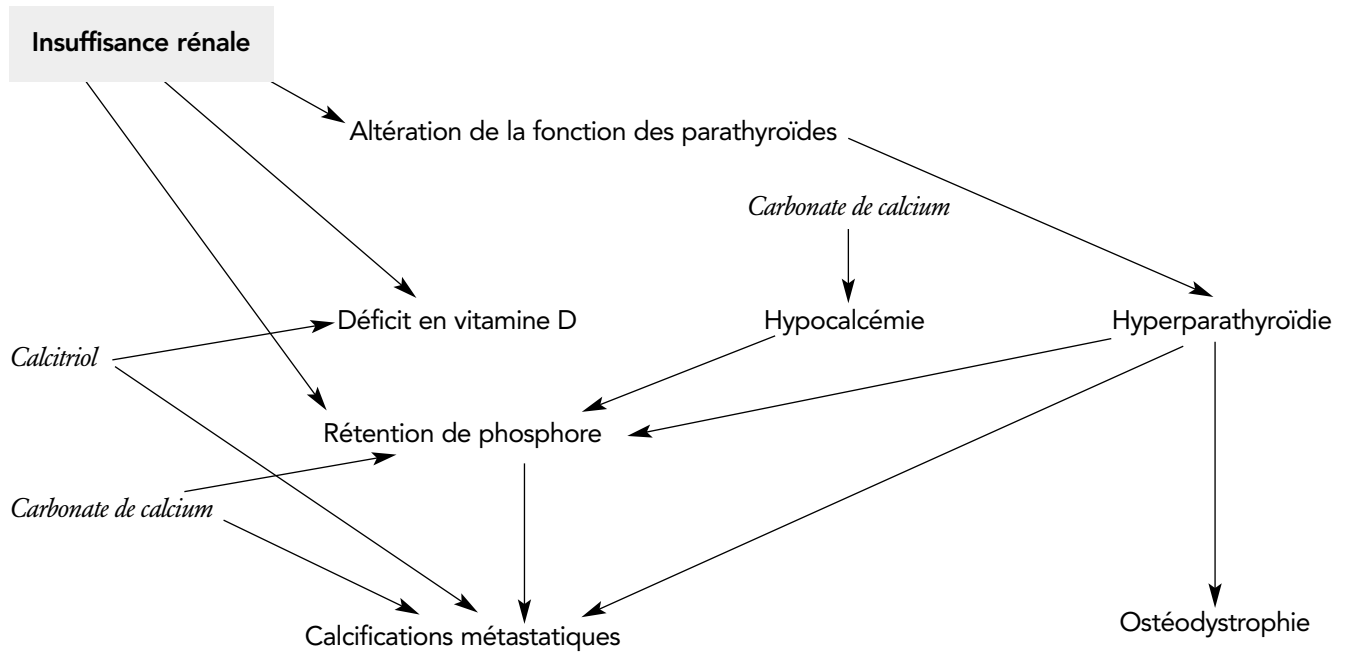 Insuffisance rénale
Altération de la fonction des parathyroïdes
Carbonate de calcium
Déficit en vitamine D
Hypocalcémie
Hyperparathyroïdie
Calcitriol
Rétention de phosphore
Carbonate de calcium
Calcifications métastatiques
Ostéodystrophie